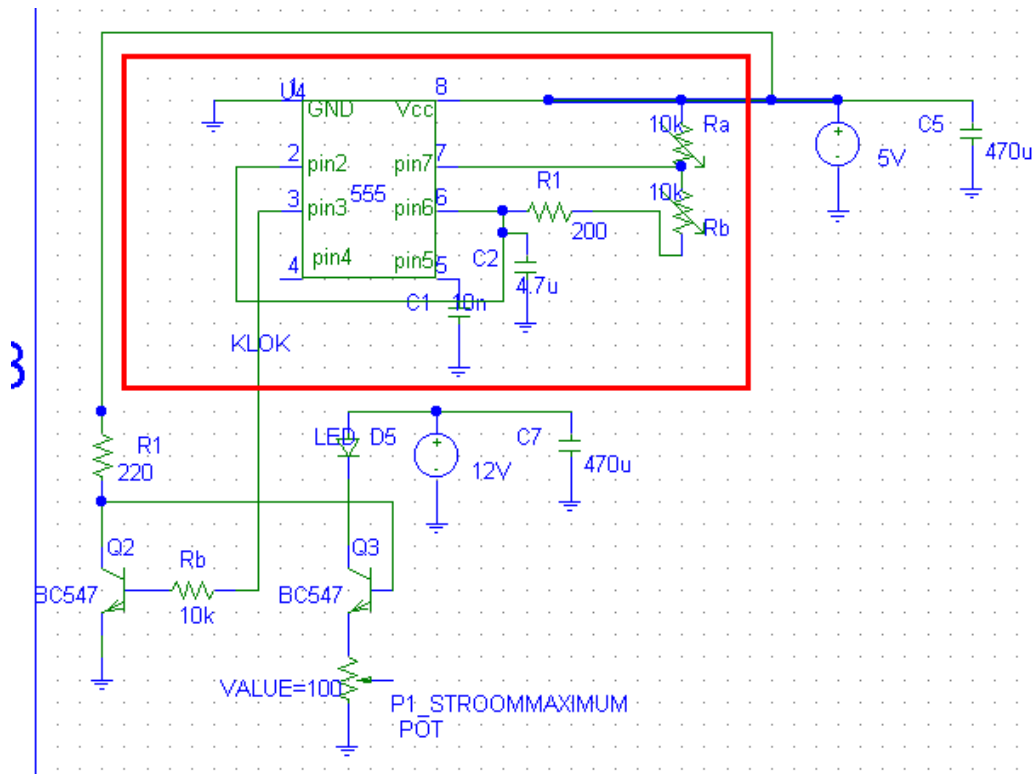 U4
1
8
GND
Vcc
10k
Ra
C5
470u
5V
2
pin2
pin7
7
10k
R1
555
3
pin3
pin6
6
200
Rb
4
pin4
pin5
5
C2
4.7u
C1
10n
KLOK
3
LED
D5
C7
R1
220
12V
470u
Q2
Rb
Q3
BC547
10k
BC547
VALUE=100
P1_STROOMMAXIMUM
POT